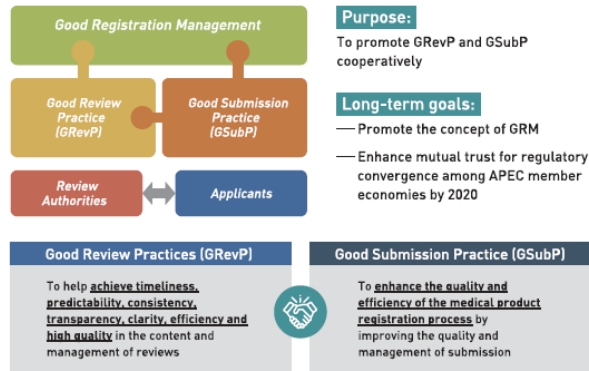 Good Registration Management
Good Review
Practice
(GRevP)
Good Submission
Practice
(GSubP)
Review
Authorities
Applicants
Purpose:
To promote GRevP and GSubP
cooperatively
Long-term goals:
— Promote the concept of GRM
— Enhance mutual trust for regulatory
convergence among APEC member
economies by 2020
Good Review Practices (GRevP)
To help achieve timeliness,
predictability, consistency,
transparency, clarity, efficiency and
high quality in the content and
management of reviews
Good Submission Practice (GSubP)
To enhance the quality and
efficiency of the medical product
registration process by
improving the quality and
management of submission